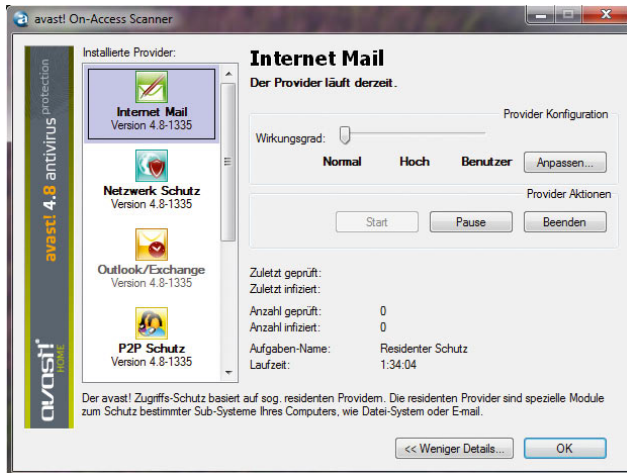 avast! On-Access Scanner
avast! 4.8 antivirus protection
avast!
HOME
Installierte Provider:
Internet Mail
Version 4.8-1335
Netzwerk Schutz
Version 4.8-1335
Outlook/Exchange
Version 4.8-1335
P2P Schutz
Version 4.8-1335
Internet Mail
Der Provider läuft derzeit.
Provider Konfiguration
Wirkungsgrad:
Normal Hoch Benutzer Anpassen...
Provider Aktionen
Start Pause Beenden
Zuletzt geprüft:
Zuletzt infiziert:
Anzahl geprüft: 0
Anzahl infiziert: 0
Aufgaben-Name: Residenter Schutz
Laufzeit: 1:34:04
Der avast! Zugriffs-Schutz basiert auf sog. residenten Providern. Die residenten Provider sind spezielle Module
zum Schutz bestimmter Sub-Systeme Ihres Computers, wie Datei-System oder E-mail.
<< Weniger Details... OK